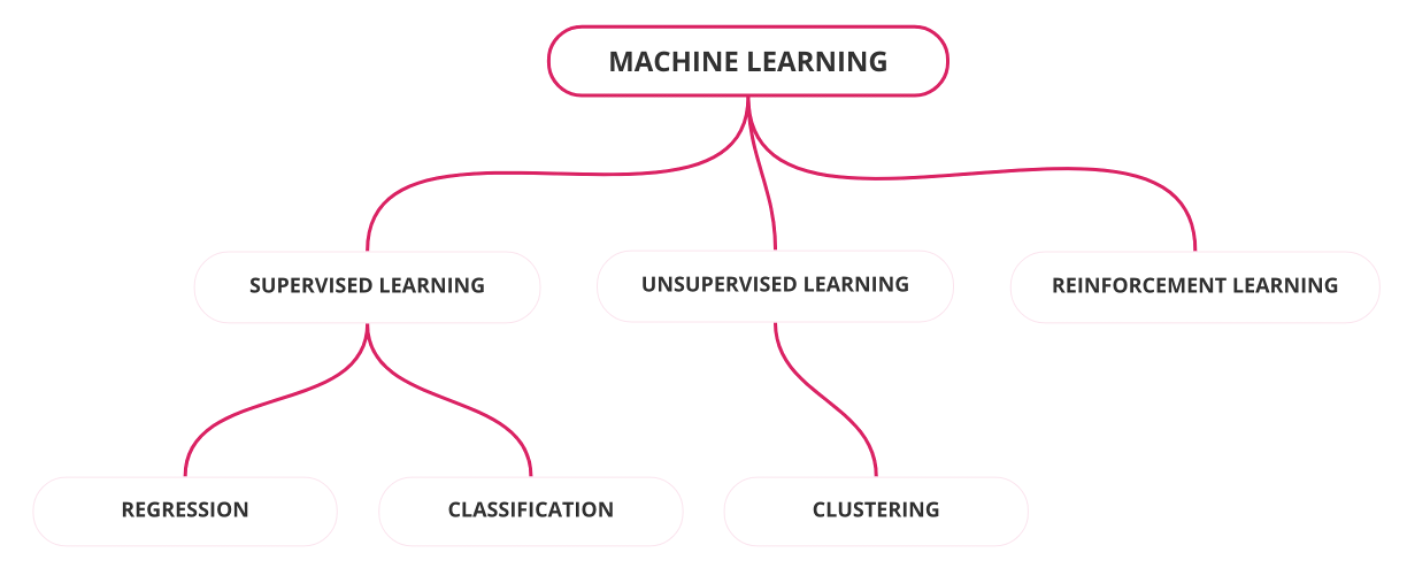 MACHINE LEARNING
SUPERVISED LEARNING
UNSUPERVISED LEARNING
REINFORCEMENT LEARNING
REGRESSION
CLASSIFICATION
CLUSTERING